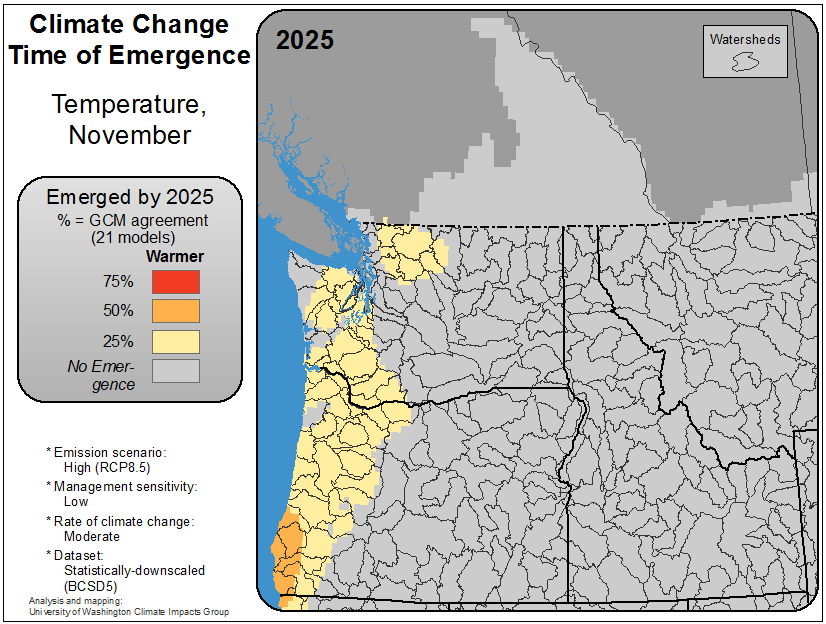 Climate Change
Time of Emergence
Temperature,
November
Emerged by 2025
% = GCM agreement
(21 models)
Warmer
75%
50%
25%
No Emer-
gence
* Emission scenario:
High (RCP8.5)
* Management sensitivity:
Low
* Rate of climate change:
Moderate
* Dataset:
Statistically-downscaled
(BCSD5)
Analysis and mapping:
University of Washington Climate Impacts Group
2025
Watersheds